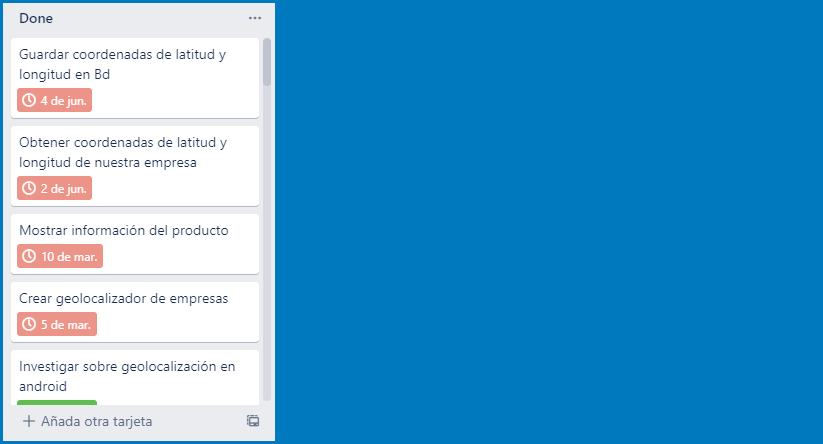 Done
Guardar coordenadas de latitud y
longitud en Bd
4 de jun.
Obtener coordenadas de latitud y
longitud de nuestra empresa
2 de jun.
Mostrar información del producto
10 de mar.
Crear geolocalizador de empresas
5 de mar.
Investigar sobre geolocalización en
android
Añada otra tarjeta